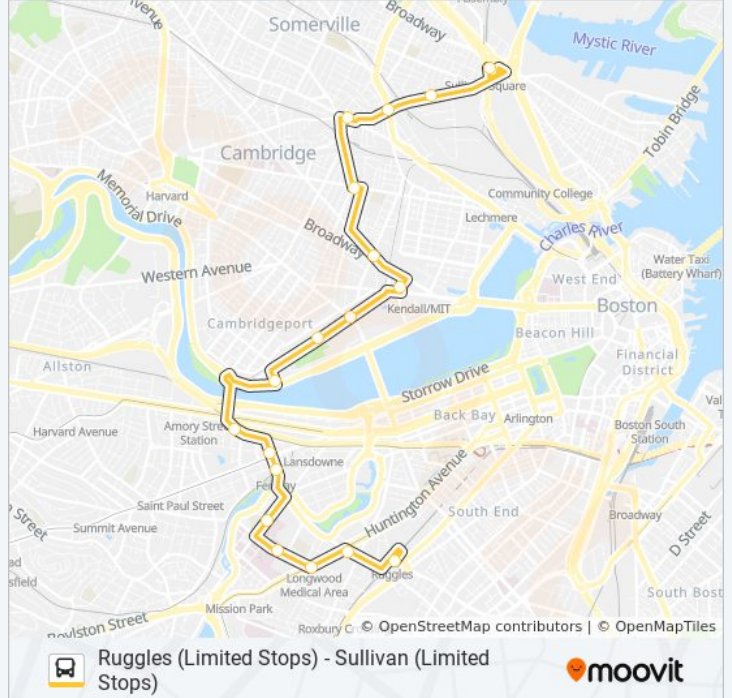 Somerville
Broadway
Avenue
Mystic River
Square
Tobin Bridge
Cambridge
Memorial Drive
Harvard
Community College
Lechmere
Charles River
Broadway
Water Taxi
(Battery Wharf)
Western Avenue
West End
Kendall/MIT
Boston
Cambridgeport
Beacon Hill
Financial
District
Allston
Storrow Drive
Back Bay
Arlington
Harvard Avenue
Amory Stre
Station
Boston South
Station
Lansdowne
Huntington Avenue
Saint Paul Street
South End
Street
Summit Avenue
Broadway
D Street
Ruggles
Longwood
Medical Area
South Bost
Mission Park
Boylston Street
Roxbury C
© OpenStreetMap contributors | © OpenMapTiles
Ruggles (Limited Stops) - Sullivan (Limited
Stops)
moovit